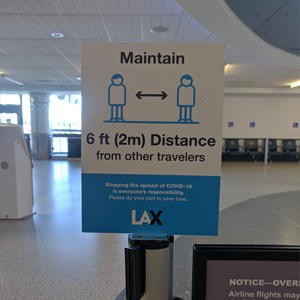 Maintain
6 ft (2m) Distance
from other travelers
Stopping the spread of COVID-19
is everyone's responsibility.
Please do your part to save lives.
LAX
NOTICE—OVER
Airline flights may